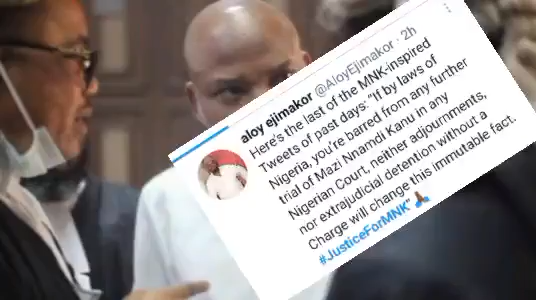 aloy ejimakor @AloyEjimakor · 2h
Here's the last of the MNK-inspired
Tweets of past days: "If by laws of
Nigeria, you're barred from any further
trial of Mazi Nnamdi Kanu in any
Nigerian Court, neither adjournments,
nor extrajudicial detention without a
Charge will change this immutable fact.
#JusticeForMNK"